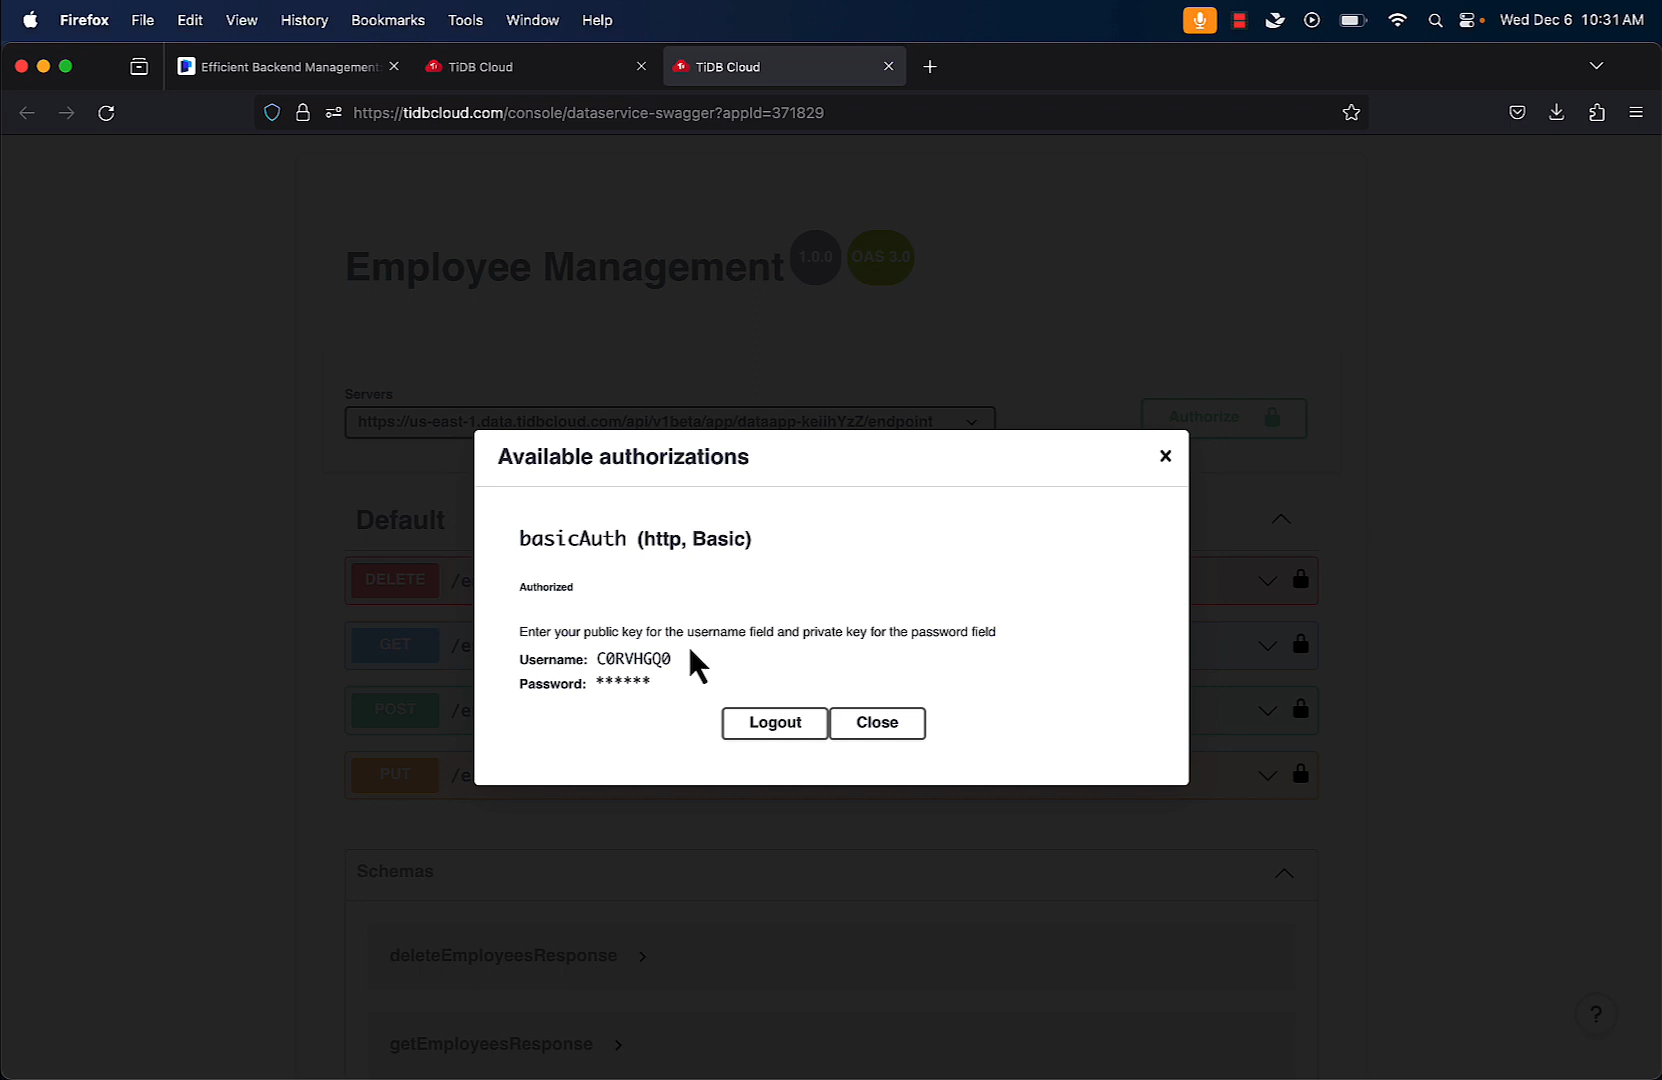 Firefox File Edit View History Bookmarks Tools Window Help Wed Dec 6 10:31 AM
Efficient Backend Management TiDB Cloud TiDB Cloud
https://tidbcloud.com/console/dataservice-swagger?appId=371829
Employee Management 1.0.0 OAS 3.0
Servers
https://us-east-1.data.tidbcloud.com/api/v1beta/app/dataapp-keiihYzZ/endpoint
Authorize
Available authorizations
Default
basicAuth (http, Basic)
DELETE /e
Authorized
Enter your public key for the username field and private key for the password field
GET /e
Username: C0RVHGQ0
Password: ******
POST /e
Logout Close
PUT /e
Schemas
deleteEmployeesResponse
getEmployeesResponse
?